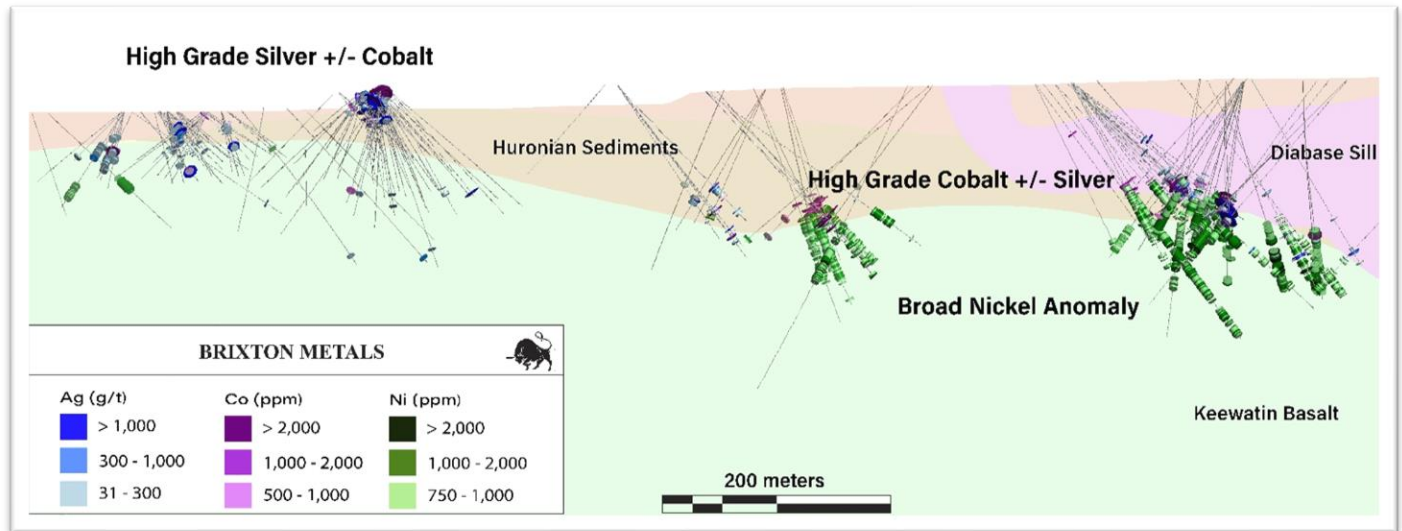 High Grade Silver +/- Cobalt
Huronian Sediments
Diabase Sill
High Grade Cobalt +/- Silver
Broad Nickel Anomaly
Keewatin Basalt
200 meters
BRIXTON METALS
Ag (g/t) Co (ppm) Ni (ppm)
> 1,000 > 2,000 > 2,000
300 - 1,000 1,000 - 2,000 1,000 - 2,000
31 - 300 500 - 1,000 750 - 1,000